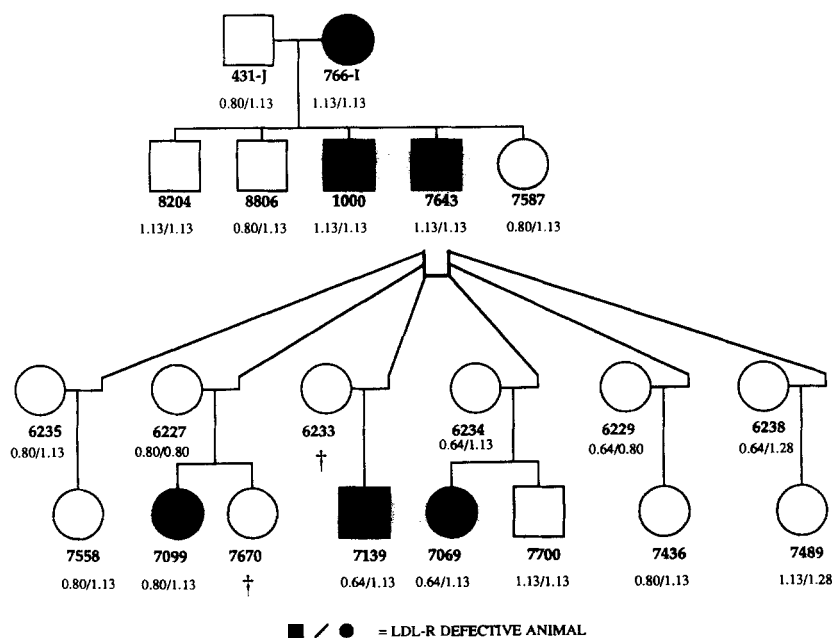 431-J 766-I
0.80/1.13 1.13/1.13
8204 8806 1000 7643 7587
1.13/1.13 0.80/1.13 1.13/1.13 1.13/1.13 0.80/1.13
6235 6227 6233 6234 6229 6238
0.80/1.13 0.80/0.80 † 0.64/1.13 0.64/0.80 0.64/1.28
7558 7099 7670 7139 7069 7700 7436 7489
0.80/1.13 0.80/1.13 † 0.64/1.13 0.64/1.13 1.13/1.13 0.80/1.13 1.13/1.28
/ = LDL-R DEFECTIVE ANIMAL